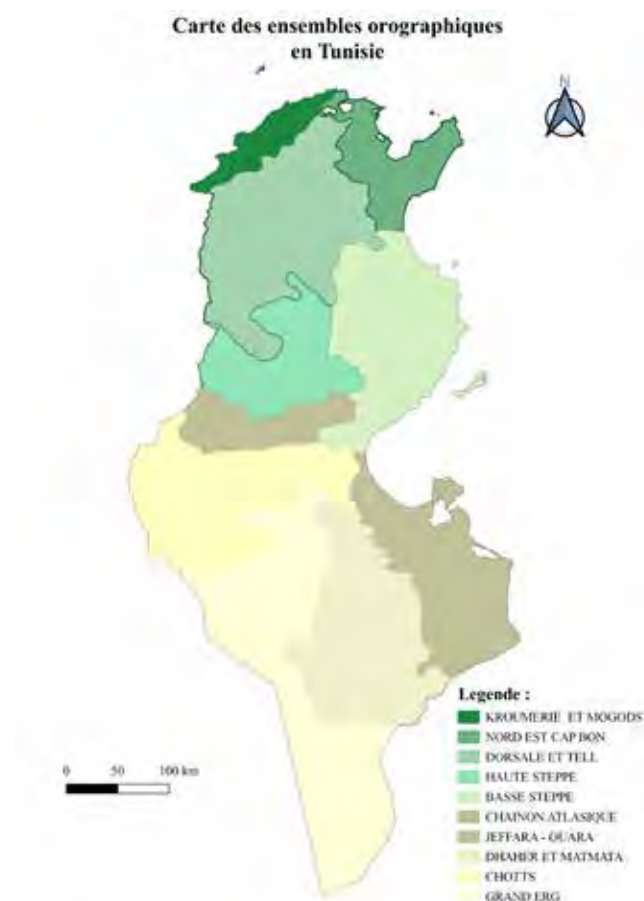 Carte des ensembles orographiques
en Tunisie
N
Legende :
KROUMERIE ET MOGODS
NORD EST CAP BON
DORSALE ET TELL
HAUTE STEPPE
BASSE STEPPE
CHAINON ATLASIQUE
JEFFARA - OUARA
DHAHER ET MATMATA
CHOTTS
GRAND ERG
0 50 100 km